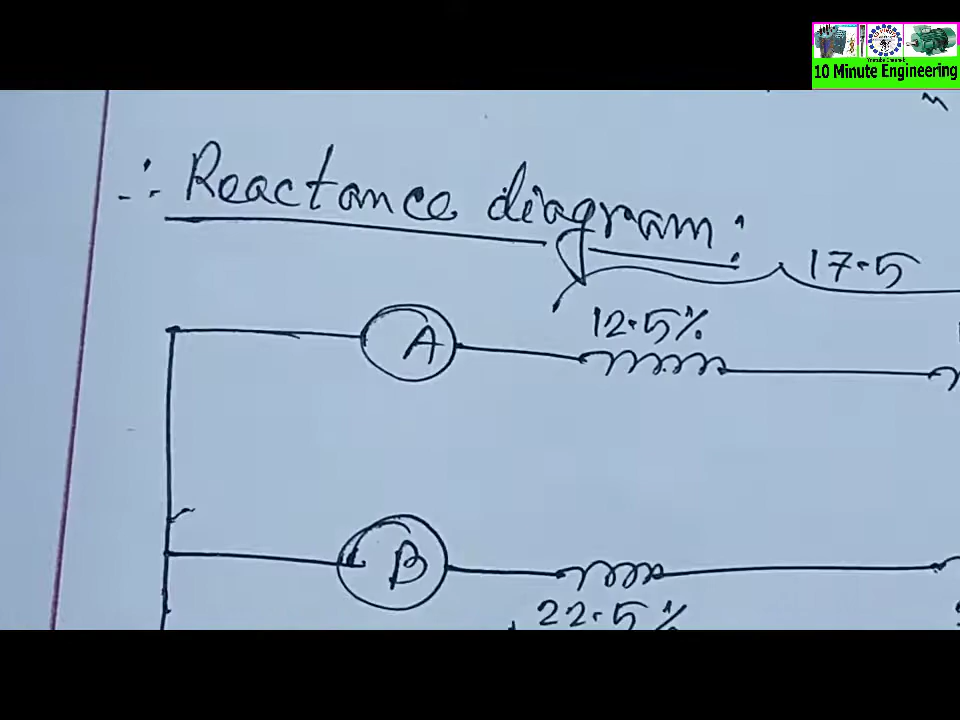 10 Minute Engineering
∴ Reactance diagram:
17.5
12.5%
A
B
22.5%